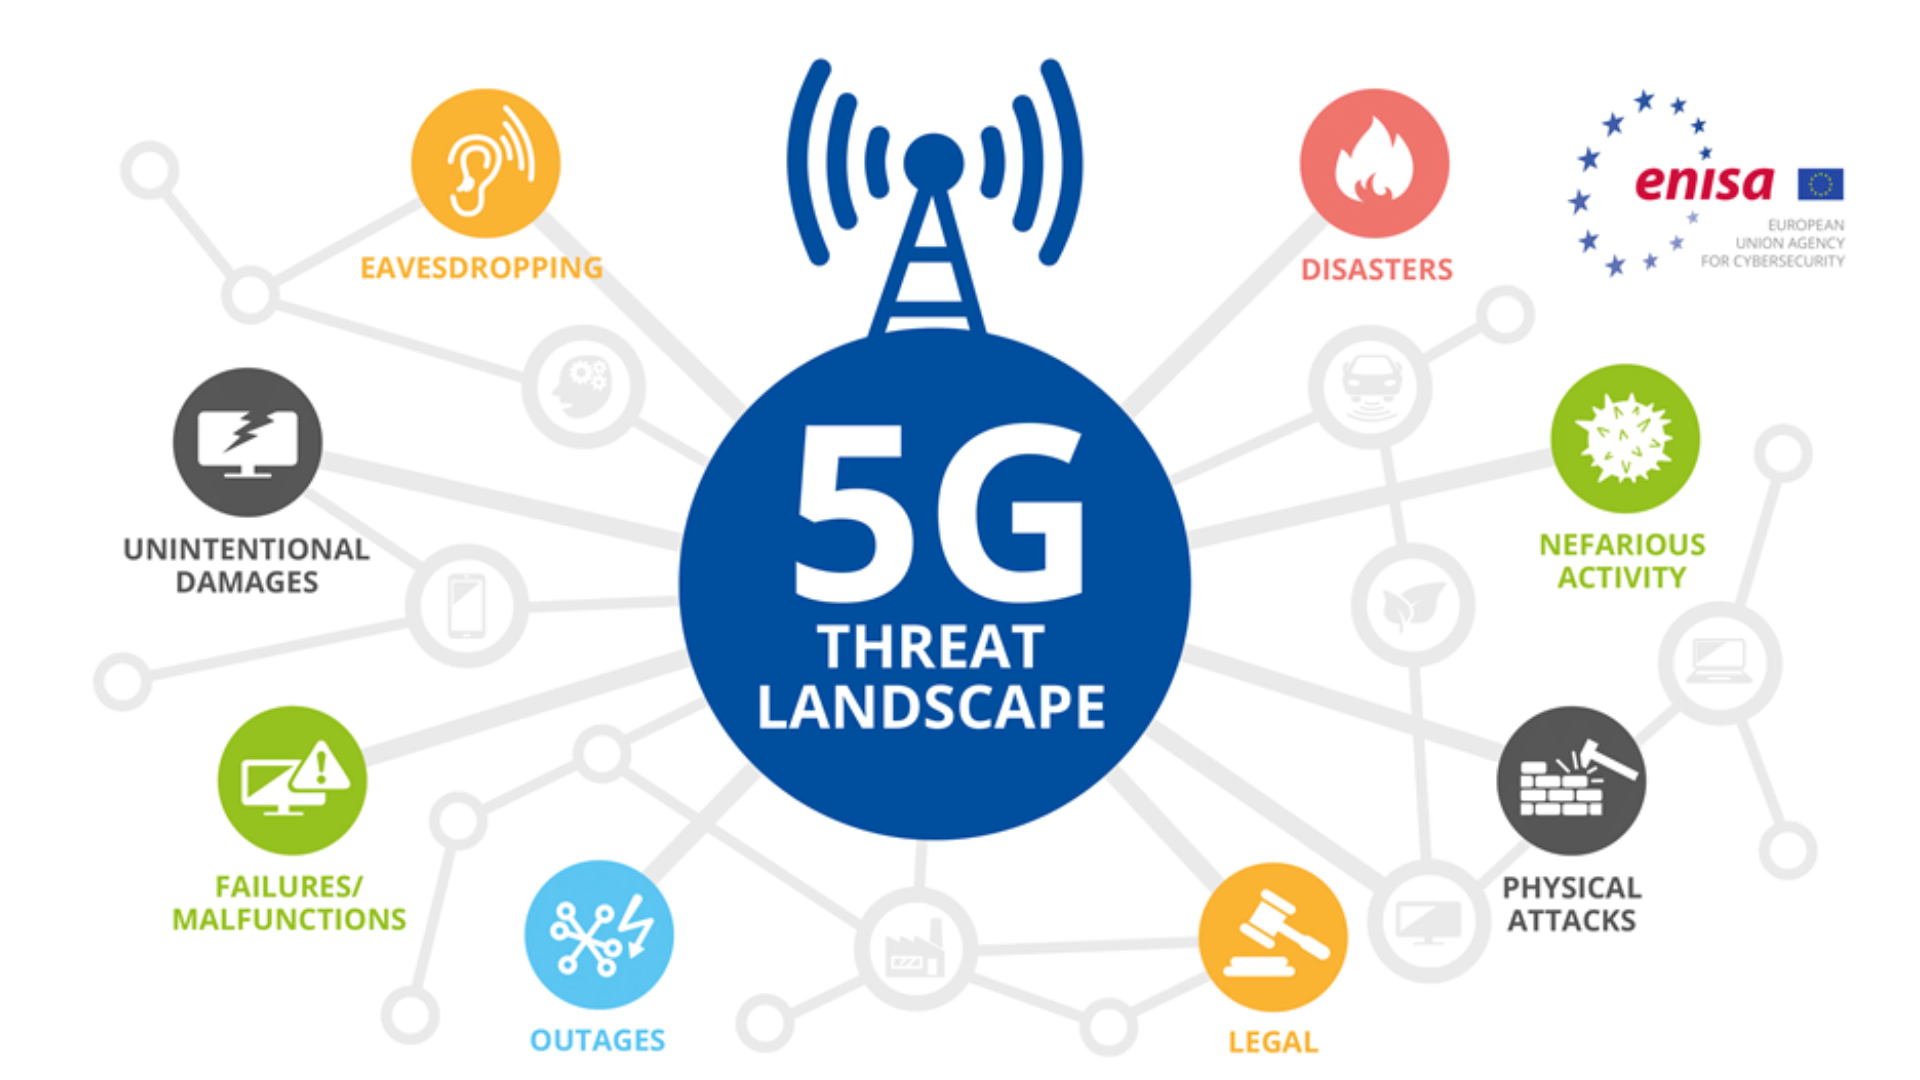 EAVESDROPPING
DISASTERS
enisa
EUROPEAN
UNION AGENCY
FOR CYBERSECURITY
5G
THREAT
LANDSCAPE
UNINTENTIONAL
DAMAGES
NEFARIOUS
ACTIVITY
FAILURES/
MALFUNCTIONS
PHYSICAL
ATTACKS
OUTAGES
LEGAL